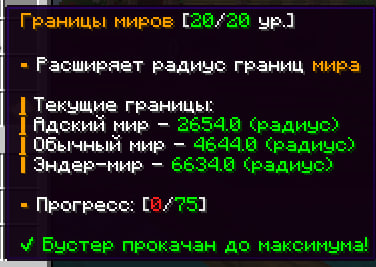 Границы миров [20/20 ур.]
- Расширяет радиус границ мира
| Текущие границы:
| Адский мир - 2654.0 (радиус)
| Обычный мир - 4644.0 (радиус)
| Эндер-мир - 6634.0 (радиус)
- Прогресс: [0/75]
✓ Бустер прокачан до максимума!